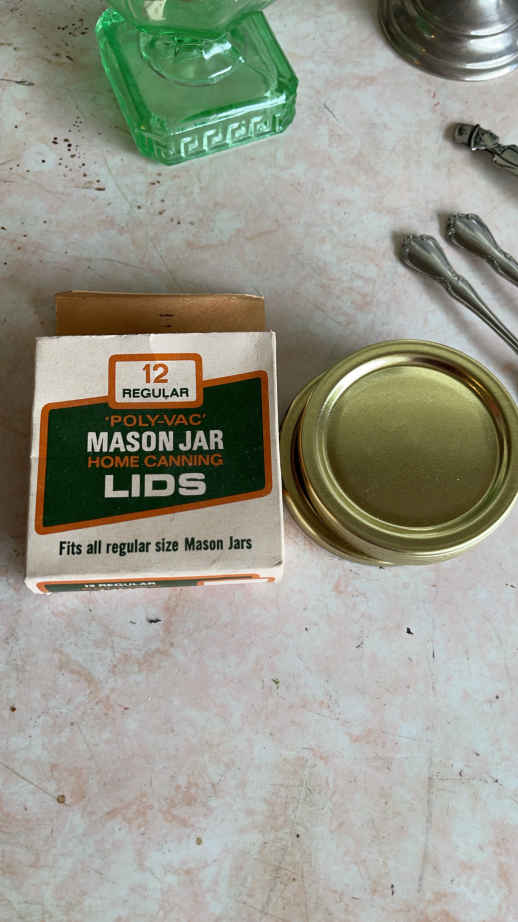 12
REGULAR
'POLY-VAC'
MASON JAR
HOME CANNING
LIDS
Fits all regular size Mason Jars
12 REGULAR